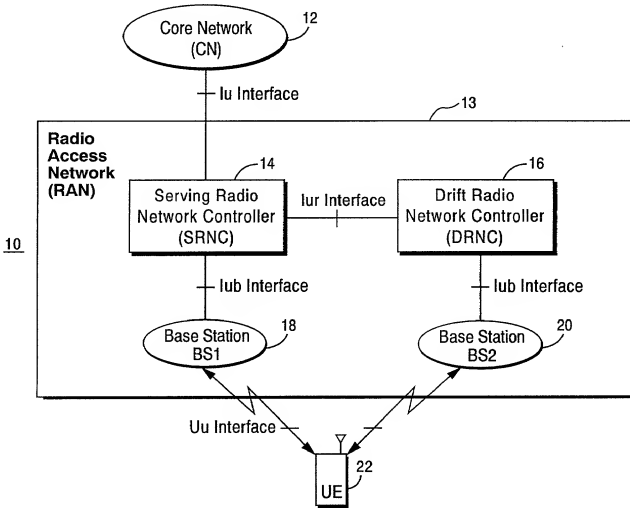 Core Network
(CN)
12
Iu Interface
13
Radio
Access
Network
(RAN)
14
16
Serving Radio
Network Controller
(SRNC)
Iur Interface
Drift Radio
Network Controller
(DRNC)
10
Iub Interface
Iub Interface
18
20
Base Station
BS1
Base Station
BS2
Uu Interface
22
UE